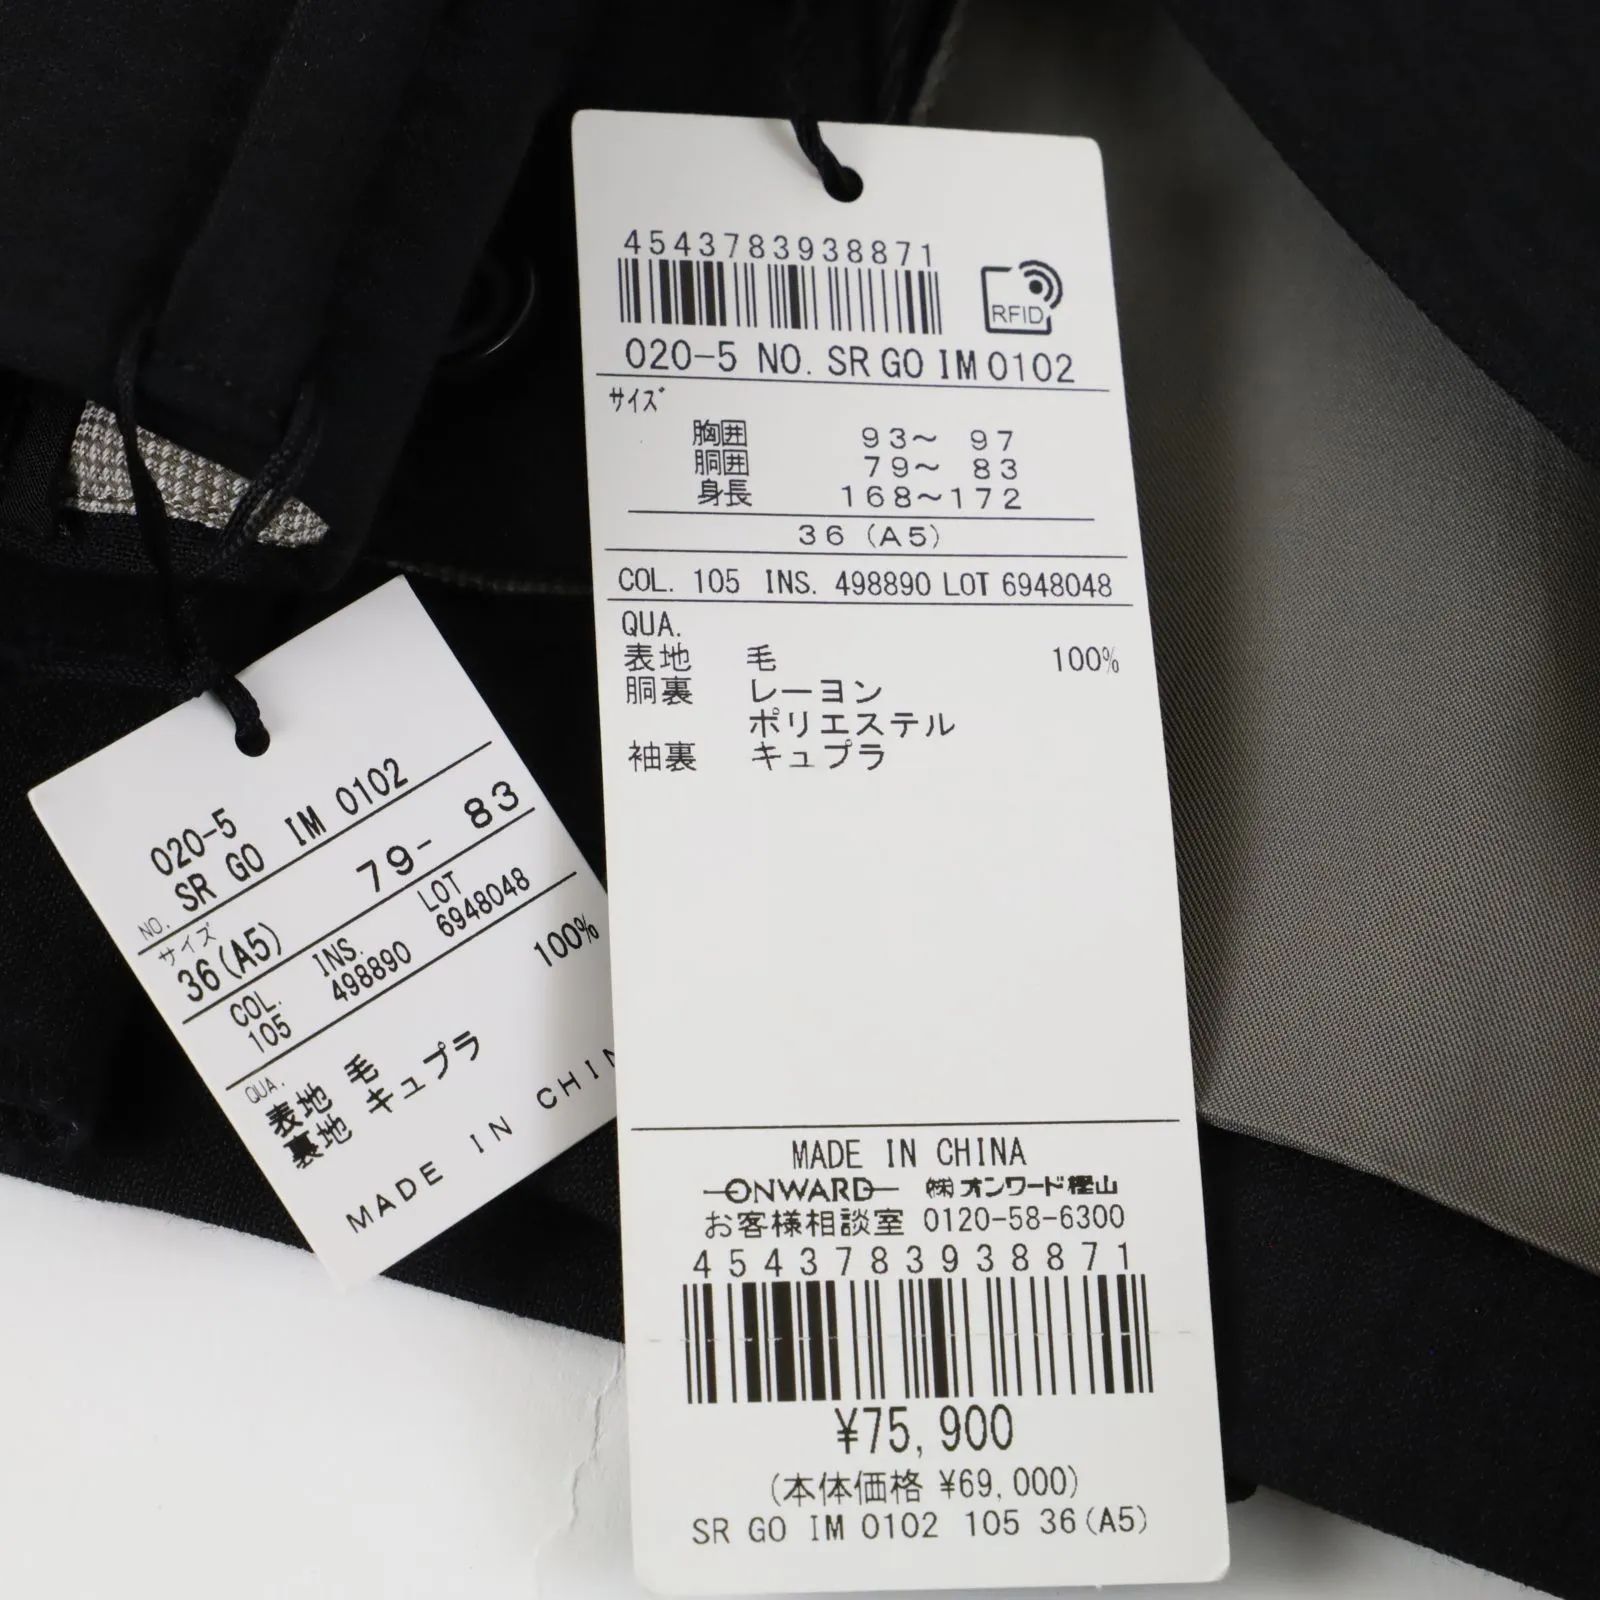 4543783938871
RFID
020-5 NO. SR GO IM 0102
サイズ
胸囲 93～ 97
胴囲 79～ 83
身長 168～172
36 (A5)
COL. 105 INS. 498890 LOT 6948048
QUA.
表地 毛 100%
胴裏 レーヨン
ポリエステル
袖裏 キュプラ
MADE IN CHINA
ONWARD ㈱オンワード樫山
お客様相談室 0120-58-6300
4543783938871
¥75,900
(本体価格 ¥69,000)
SR GO IM 0102 105 36(A5)
020-5
NO. SR GO IM 0102
サイズ
36(A5) 79- 83
COL. INS. LOT
105 498890 6948048
QUA. 100%
表地 毛
裏地 キュプラ
MADE IN CHIN